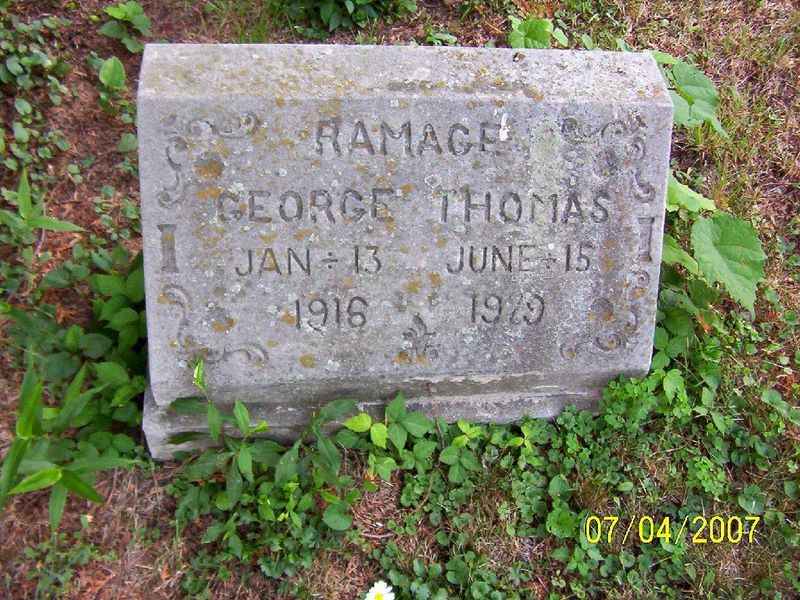 RAMAGE
GEORGE THOMAS
JAN÷13 JUNE÷15
1916 1929
07/04/2007